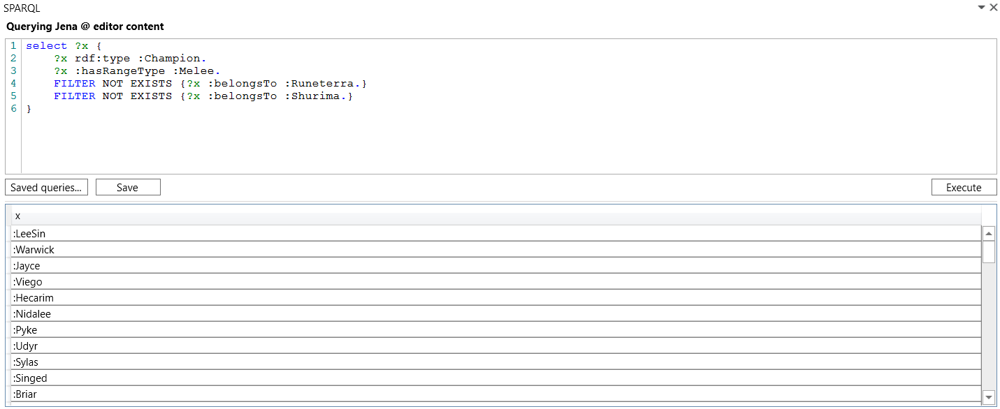 SPARQL
Querying Jena @ editor content
1 select ?x {
2 ?x rdf:type :Champion.
3 ?x :hasRangeType :Melee.
4 FILTER NOT EXISTS {?x :belongsTo :Runeterra.}
5 FILTER NOT EXISTS {?x :belongsTo :Shurima.}
6 }
Saved queries... Save Execute
x
:LeeSin
:Warwick
:Jayce
:Viego
:Hecarim
:Nidalee
:Pyke
:Udyr
:Sylas
:Singed
:Briar